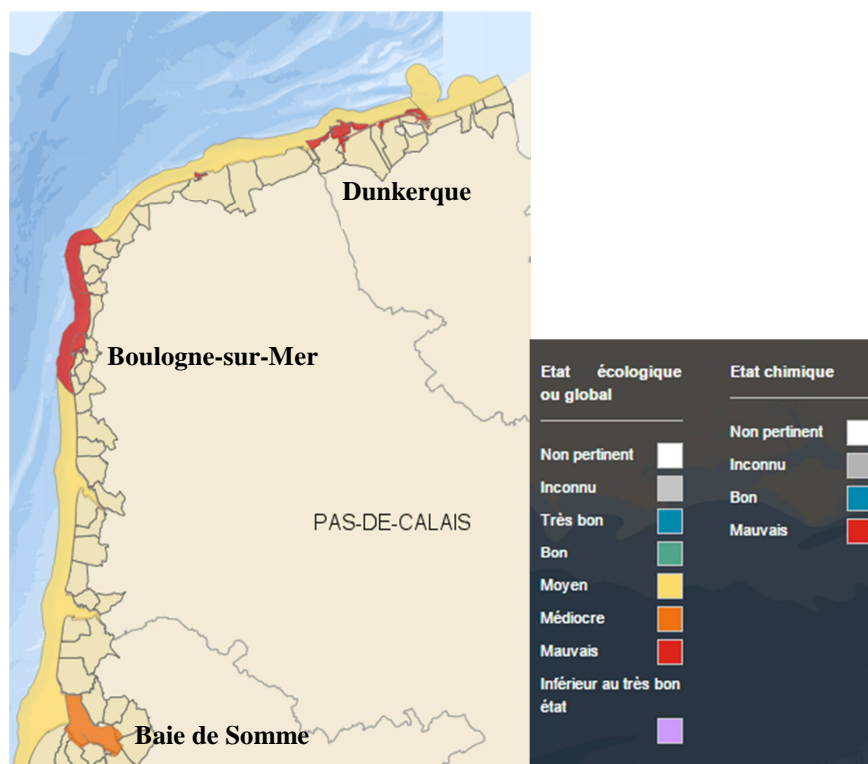 Dunkerque
Boulogne-sur-Mer
PAS-DE-CALAIS
Baie de Somme
Etat écologique
ou global
Non pertinent
Inconnu
Très bon
Bon
Moyen
Médiocre
Mauvais
Inférieur au très bon
état
Etat chimique
Non pertinent
Inconnu
Bon
Mauvais